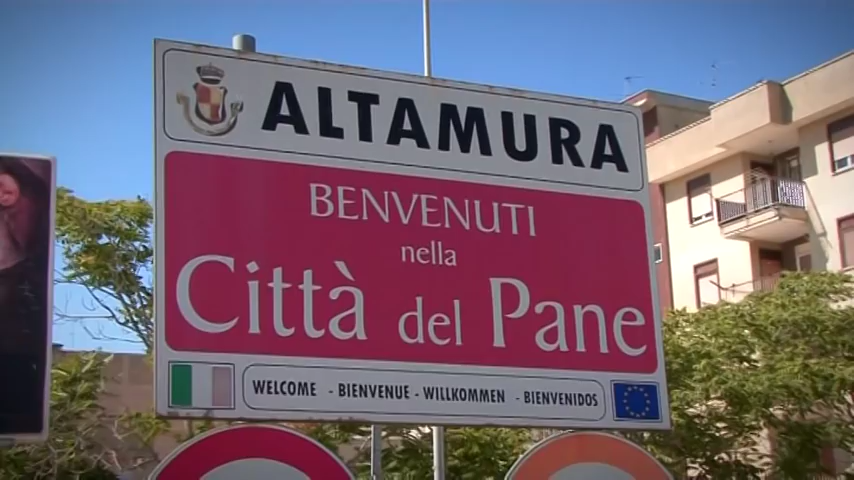 ALTAMURA
BENVENUTI
nella
Città del Pane
WELCOME - BIENVENUE - WILLKOMMEN - BIENVENIDOS